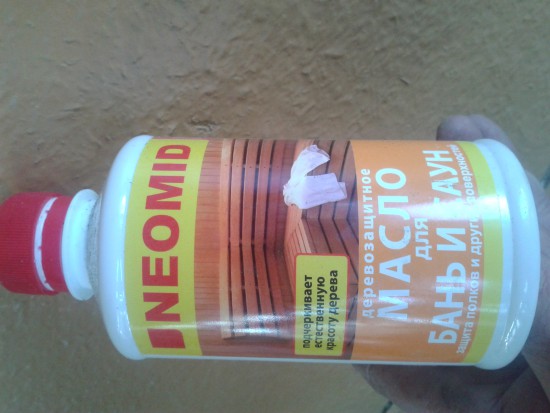 NEOMID
подчеркивает
естественную
красоту дерева
деревозащитное
МАСЛО
для
БАНЬ И САУН
защита полков и других поверхностей